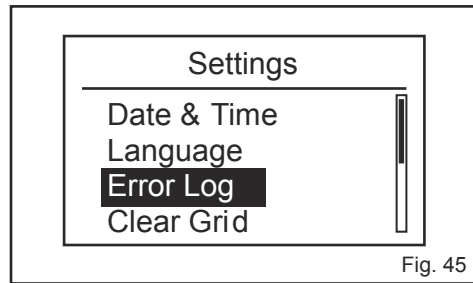 Settings
Date & Time
Language
Error Log
Clear Grid
Fig. 45